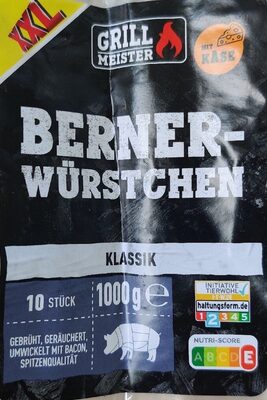 XXL
GRILL
MEISTER
MIT
KÄSE
BERNER-
WÜRSTCHEN
KLASSIK
10 STÜCK
1000 g e
GEBRÜHT, GERÄUCHERT,
UMWICKELT MIT BACON,
SPITZENQUALITÄT
INITIATIVE
TIERWOHL
haltungsform.de
1 2 3 4 5
NUTRI-SCORE
A B C D E